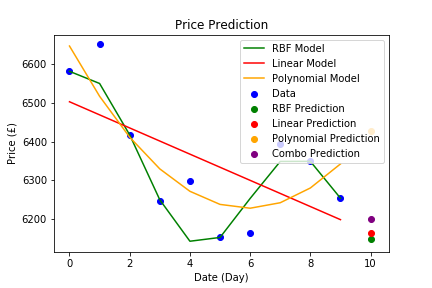 Price Prediction
RBF Model
Linear Model
Polynomial Model
Data
RBF Prediction
Linear Prediction
Polynomial Prediction
Combo Prediction
Price (£)
6600
6500
6400
6300
6200
0 2 4 6 8 10
Date (Day)